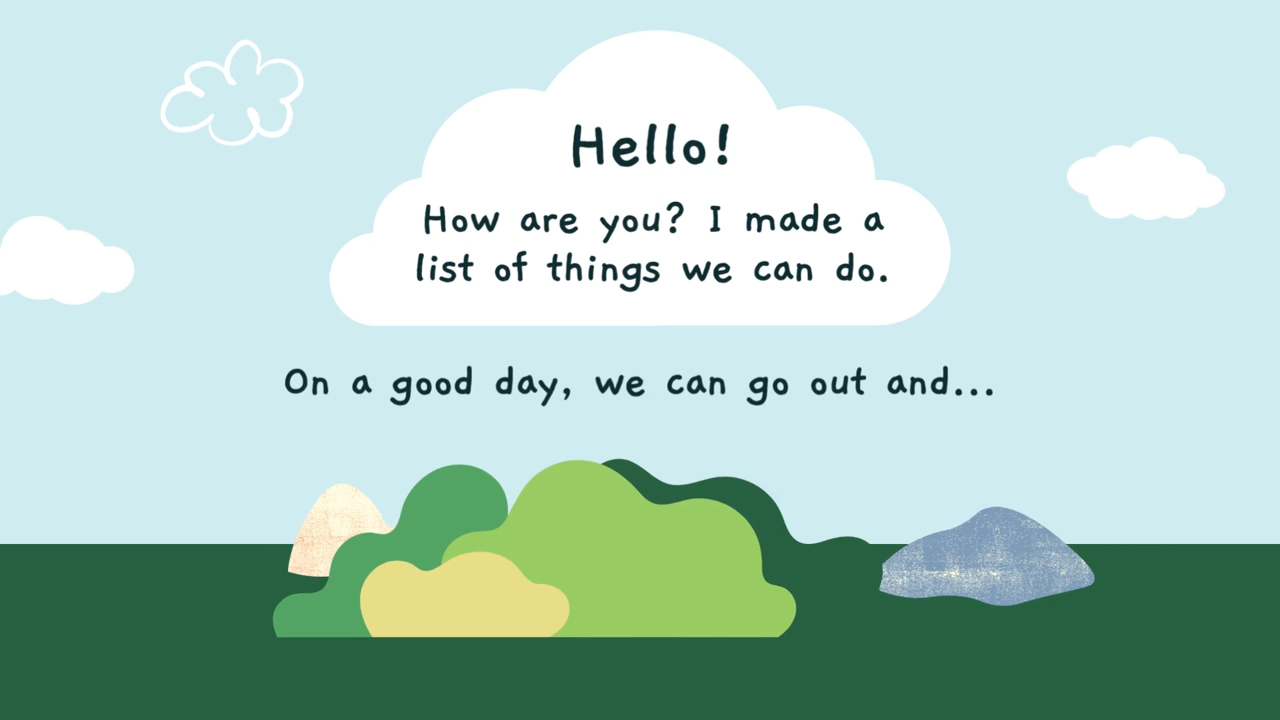 Hello!
How are you? I made a
list of things we can do.
On a good day, we can go out and...